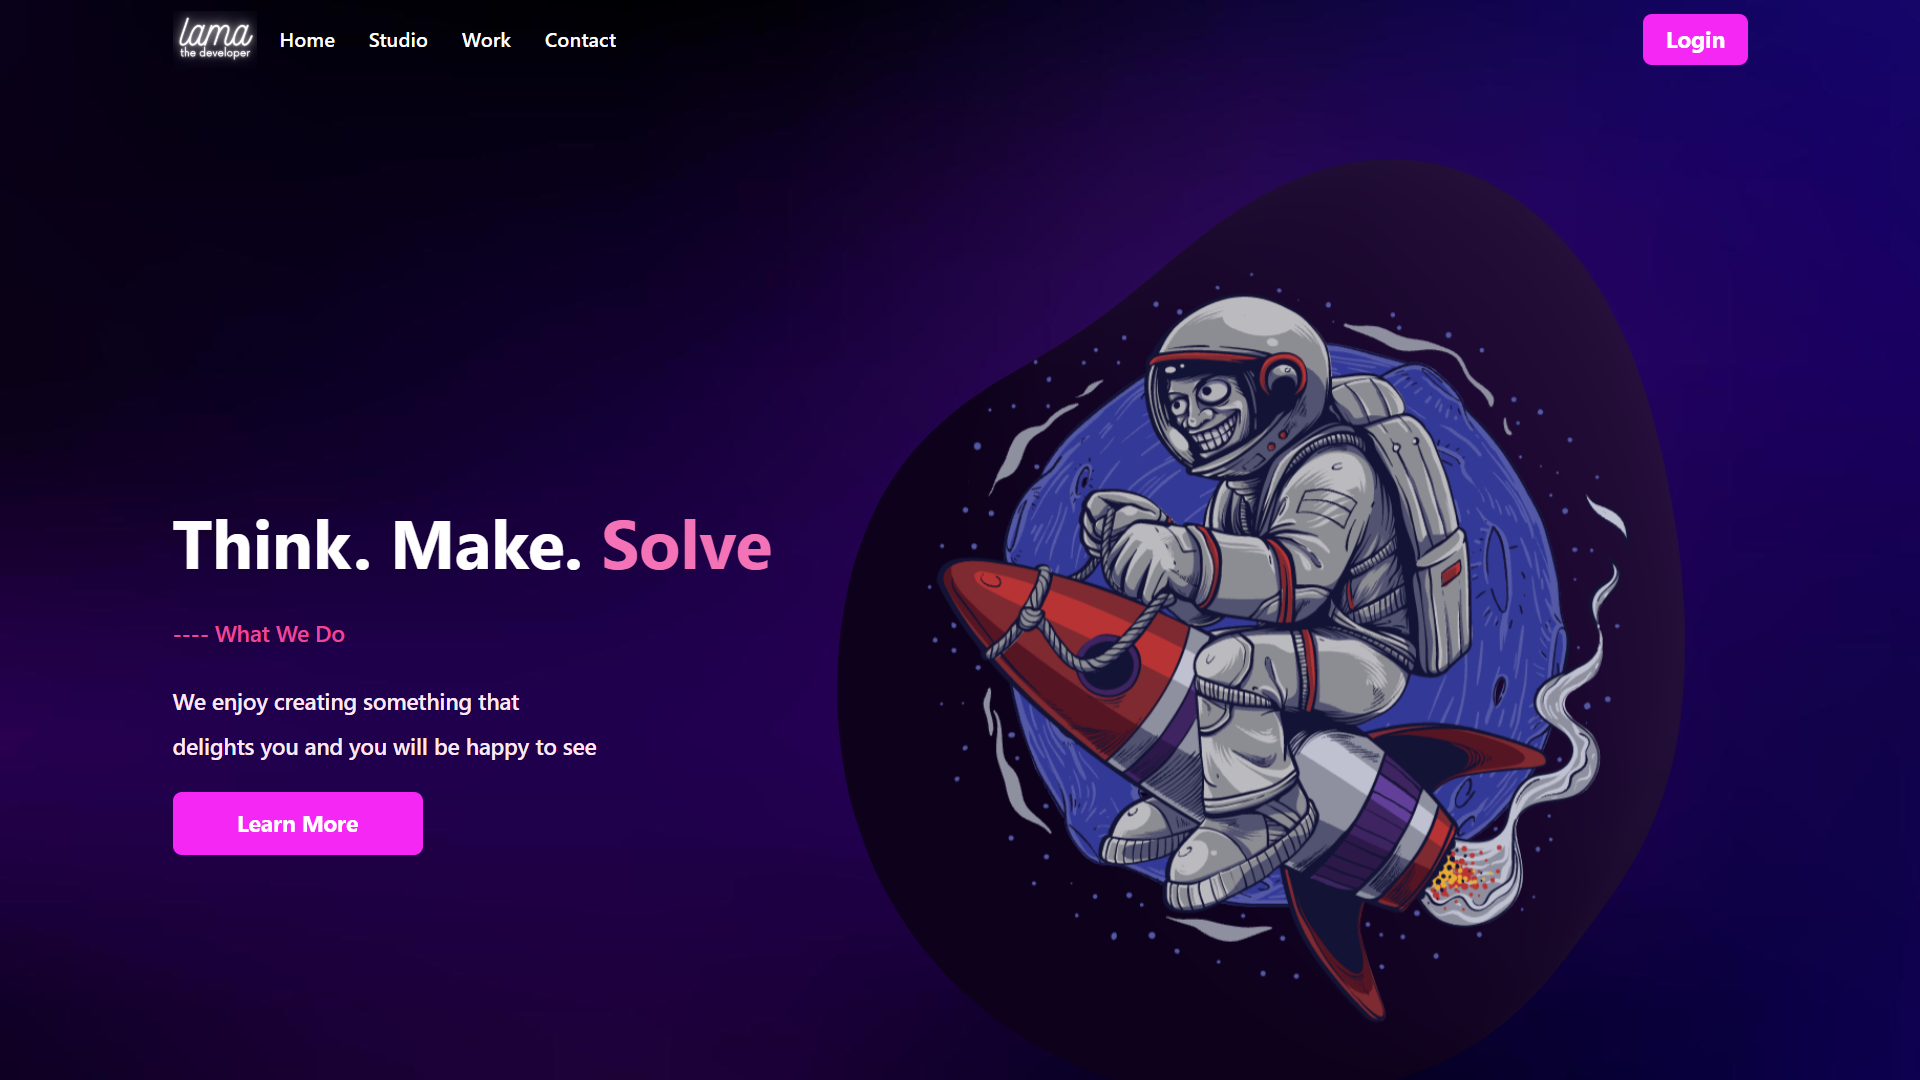 lama
the developer
Home
Studio
Work
Contact
Login
Think. Make. Solve
---- What We Do
We enjoy creating something that
delights you and you will be happy to see
Learn More